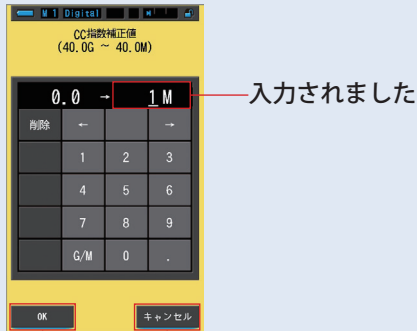 M 1 Digital M
CC指数補正値
(40.0G ~ 40.0M)
0.0 → 1 M
入力されました
削除 ← →
1 2 3
4 5 6
7 8 9
G/M 0 .
OK キャンセル